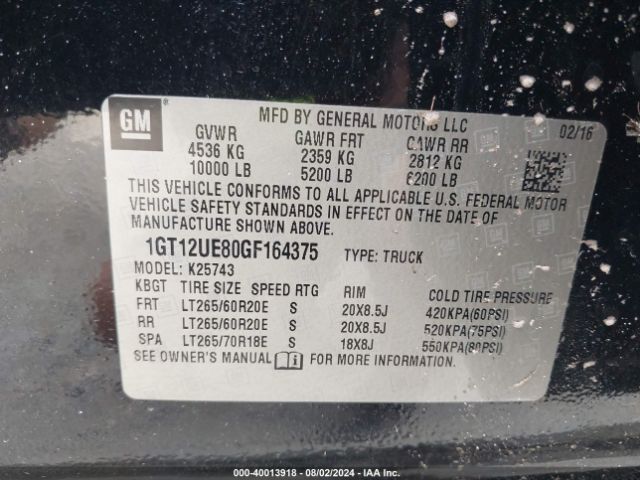 GM ®
MFD BY GENERAL MOTORS LLC
02/16
GVWR GAWR FRT GAWR RR
4536 KG 2359 KG 2812 KG
10000 LB 5200 LB 6200 LB
THIS VEHICLE CONFORMS TO ALL APPLICABLE U.S. FEDERAL MOTOR
VEHICLE SAFETY STANDARDS IN EFFECT ON THE DATE OF
MANUFACTURE SHOWN ABOVE.
1GT12UE80GF164375 TYPE: TRUCK
MODEL: K25743
KBGT TIRE SIZE SPEED RTG RIM COLD TIRE PRESSURE
FRT LT265/60R20E S 20X8.5J 420KPA(60PSI)
RR LT265/60R20E S 20X8.5J 520KPA(75PSI)
SPA LT265/70R18E S 18X8J 550KPA(80PSI)
SEE OWNER'S MANUAL FOR MORE INFORMATION.
00-40013918 - 08/02/2024 - IAA Inc.